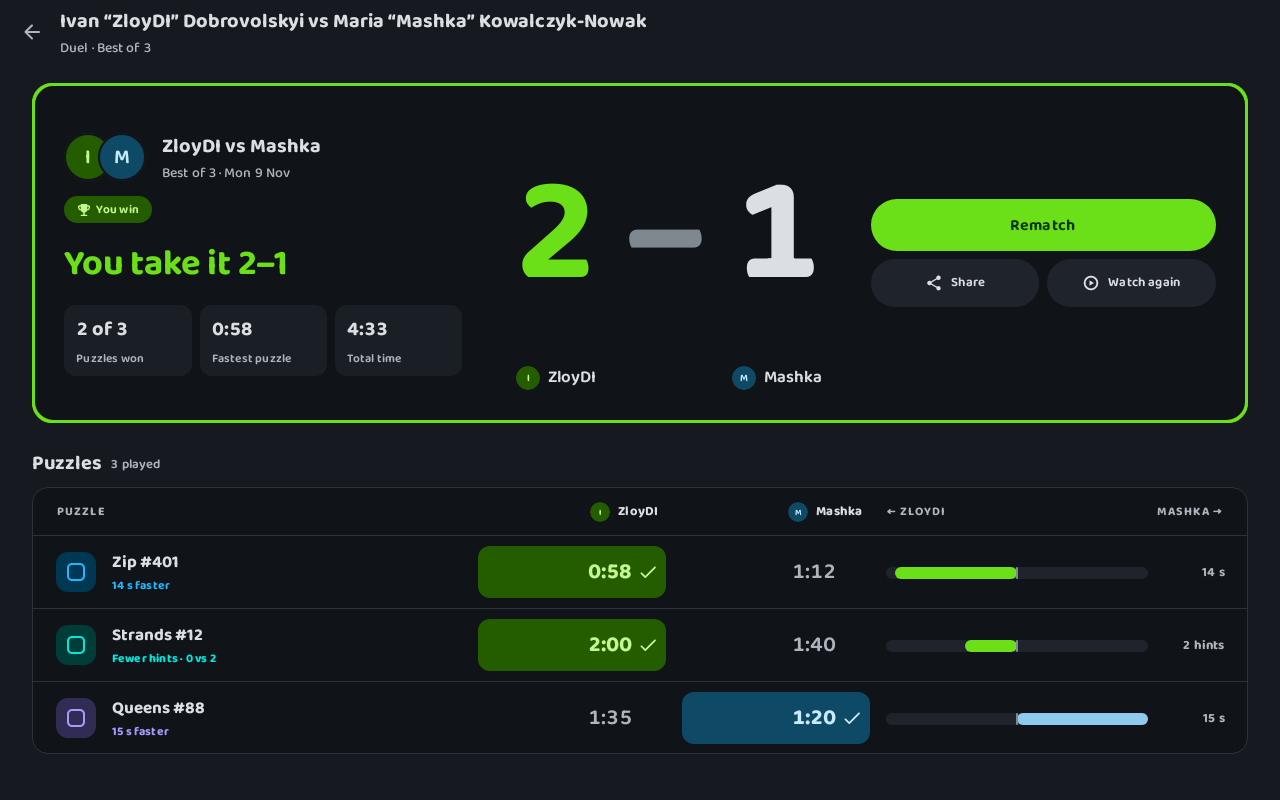 Ivan “ZloyDI” Dobrovolskyi vs Maria “Mashka” Kowalczyk-Nowak
Duel · Best of 3
I M
ZloyDI vs Mashka
Best of 3 · Mon 9 Nov
You win
You take it 2–1
2 of 3
Puzzles won
0:58
Fastest puzzle
4:33
Total time
2 – 1
I ZloyDI
M Mashka
Rematch
Share
Watch again
Puzzles 3 played
PUZZLE I ZloyDI M Mashka ← ZLOYDI MASHKA →
Zip #401
14 s faster
0:58 1:12 14 s
Strands #12
Fewer hints · 0 vs 2
2:00 1:40 2 hints
Queens #88
15 s faster
1:35 1:20 15 s